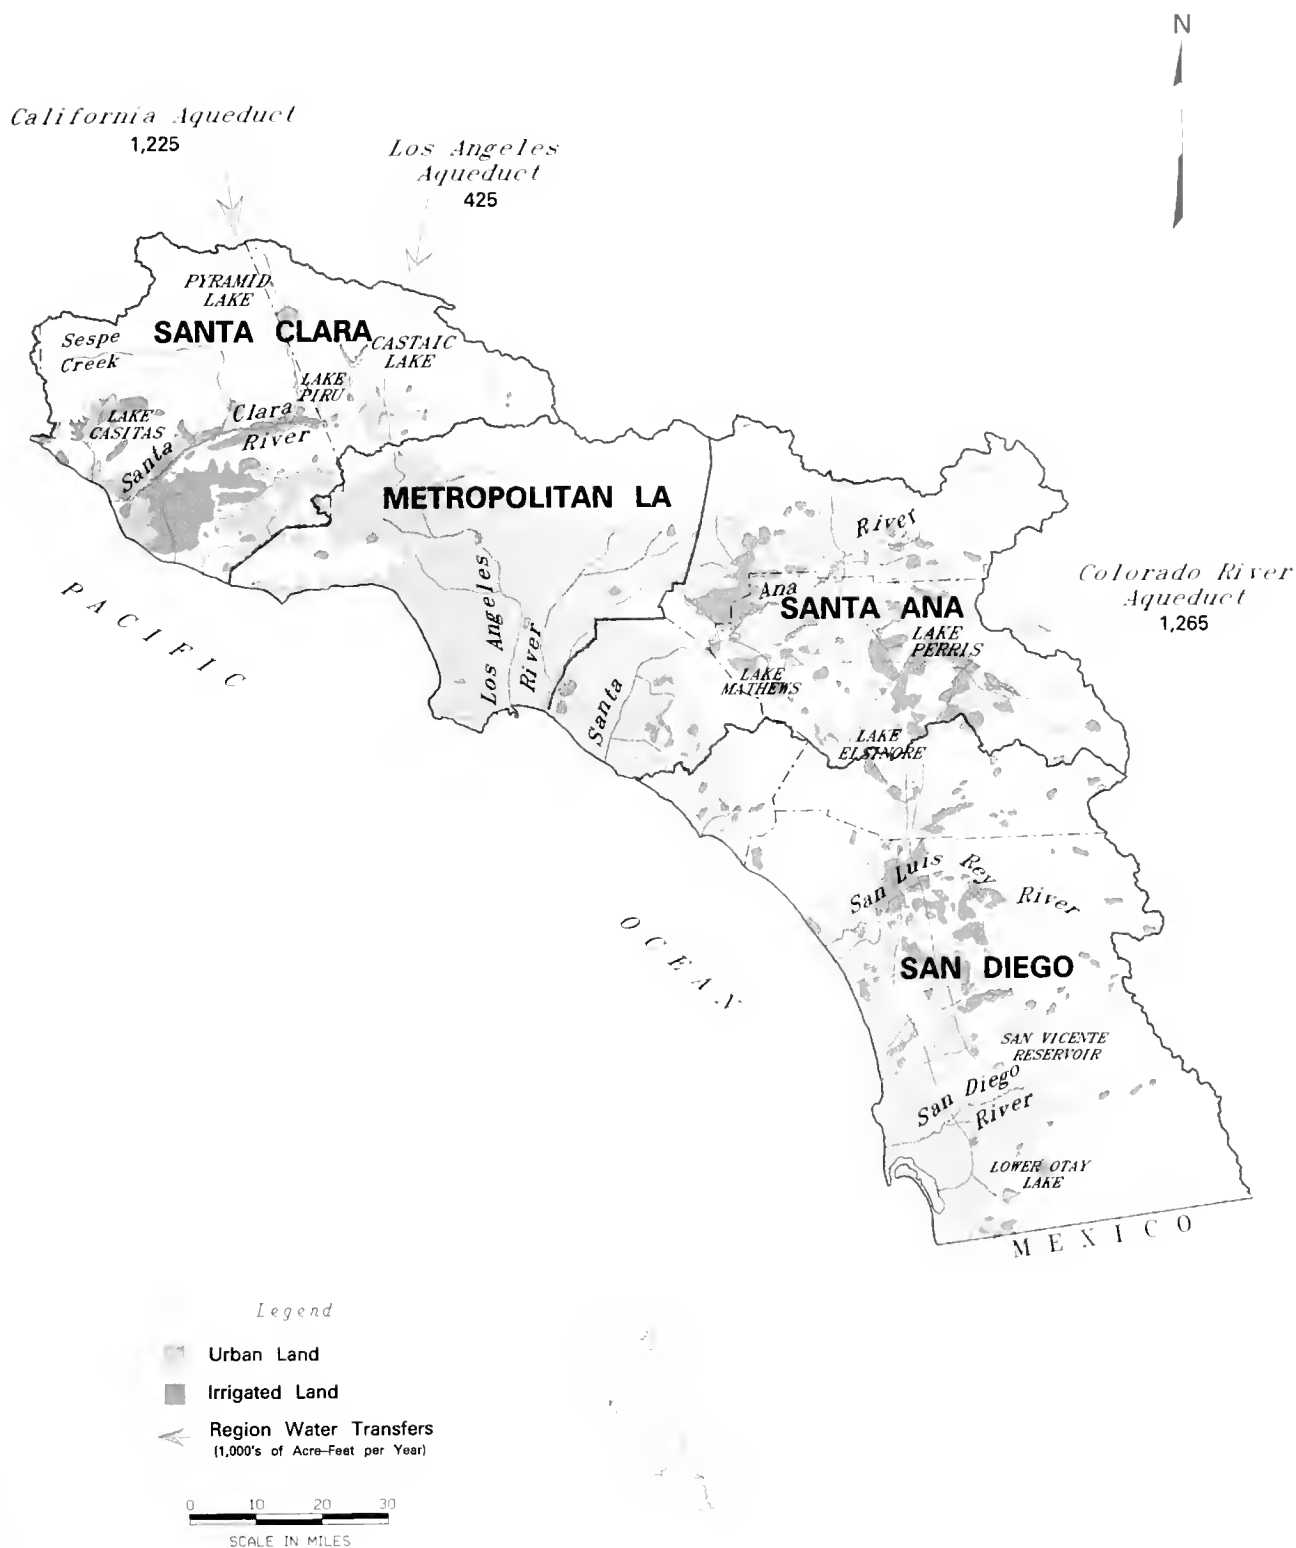 N
California Aqueduct
1,225
Los Angeles
Aqueduct
425
PYRAMID
LAKE
SANTA CLARA
Sespe
Creek
CASTAIC
LAKE
LAKE
PIRU
LAKE
CASITAS
Santa
Clara
River
METROPOLITAN LA
River
Colorado River
Aqueduct
1,265
Ana
SANTA ANA
LAKE
PERRIS
Los Angeles
River
LAKE
MATHEWS
Santa
LAKE
ELSINORE
PACIFIC
San Luis Rey River
OCEAN
SAN DIEGO
SAN VICENTE
RESERVOIR
San Diego
River
LOWER OTAY
LAKE
MEXICO
Legend
Urban Land
Irrigated Land
Region Water Transfers
(1,000's of Acre-Feet per Year)
0 10 20 30
SCALE IN MILES